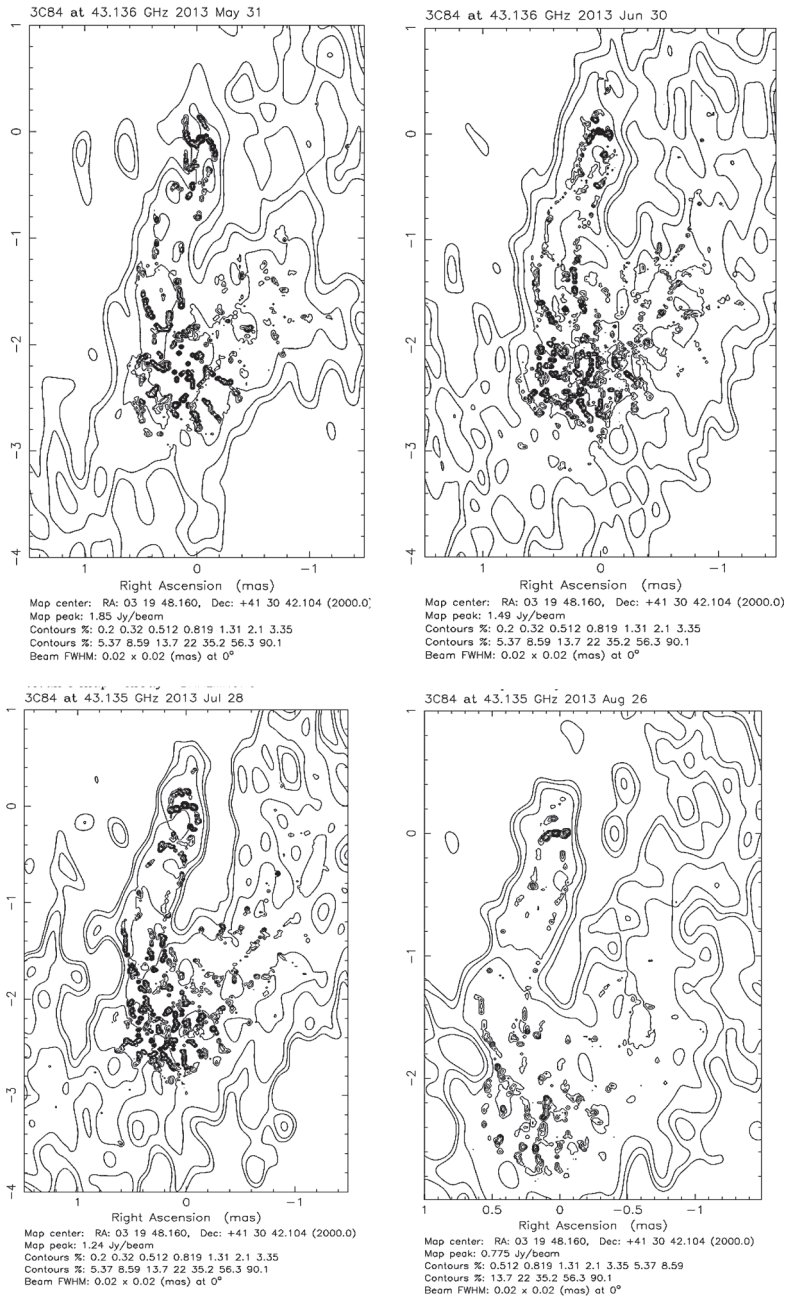 3C84 at 43.136 GHz 2013 May 31
0
−1
−2
−3
−4
1 0 −1
Right Ascension (mas)
Map center: RA: 03 19 48.160, Dec: +41 30 42.104 (2000.0)
Map peak: 1.85 Jy/beam
Contours %: 0.2 0.32 0.512 0.819 1.31 2.1 3.35
Contours %: 5.37 8.59 13.7 22 35.2 56.3 90.1
Beam FWHM: 0.02 x 0.02 (mas) at 0°
3C84 at 43.136 GHz 2013 Jun 30
1
0
−1
−2
−3
−4
1 0 −1
Right Ascension (mas)
Map center: RA: 03 19 48.160, Dec: +41 30 42.104 (2000.0)
Map peak: 1.49 Jy/beam
Contours %: 0.2 0.32 0.512 0.819 1.31 2.1 3.35
Contours %: 5.37 8.59 13.7 22 35.2 56.3 90.1
Beam FWHM: 0.02 x 0.02 (mas) at 0°
3C84 at 43.135 GHz 2013 Jul 28
1
0
−1
−2
−3
−4
1 0 −1
Right Ascension (mas)
Map center: RA: 03 19 48.160, Dec: +41 30 42.104 (2000.0)
Map peak: 1.24 Jy/beam
Contours %: 0.2 0.32 0.512 0.819 1.31 2.1 3.35
Contours %: 5.37 8.59 13.7 22 35.2 56.3 90.1
Beam FWHM: 0.02 x 0.02 (mas) at 0°
3C84 at 43.135 GHz 2013 Aug 26
1
0
−1
−2
1 0.5 0 −0.5 −1
Right Ascension (mas)
Map center: RA: 03 19 48.160, Dec: +41 30 42.104 (2000.0)
Map peak: 0.775 Jy/beam
Contours %: 0.512 0.819 1.31 2.1 3.35 5.37 8.59
Contours %: 13.7 22 35.2 56.3 90.1
Beam FWHM: 0.02 x 0.02 (mas) at 0°